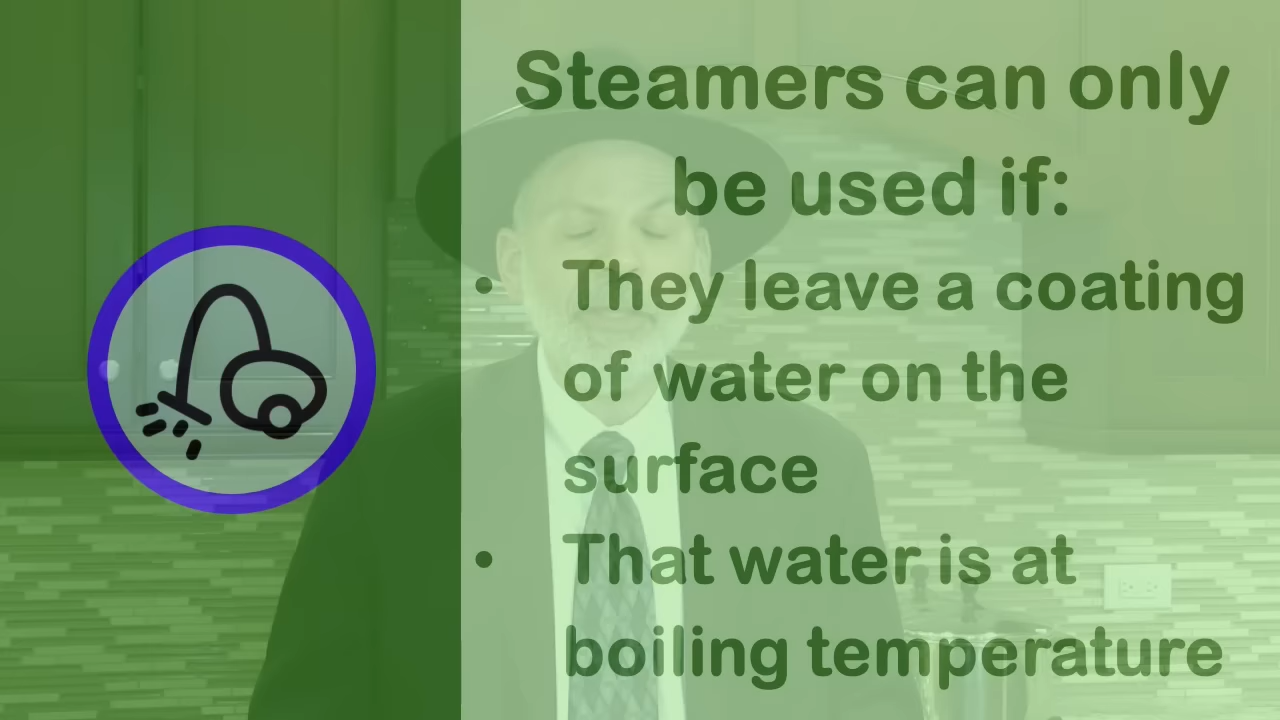 Steamers can only
be used if:
• They leave a coating
of water on the
surface
• That water is at
boiling temperature